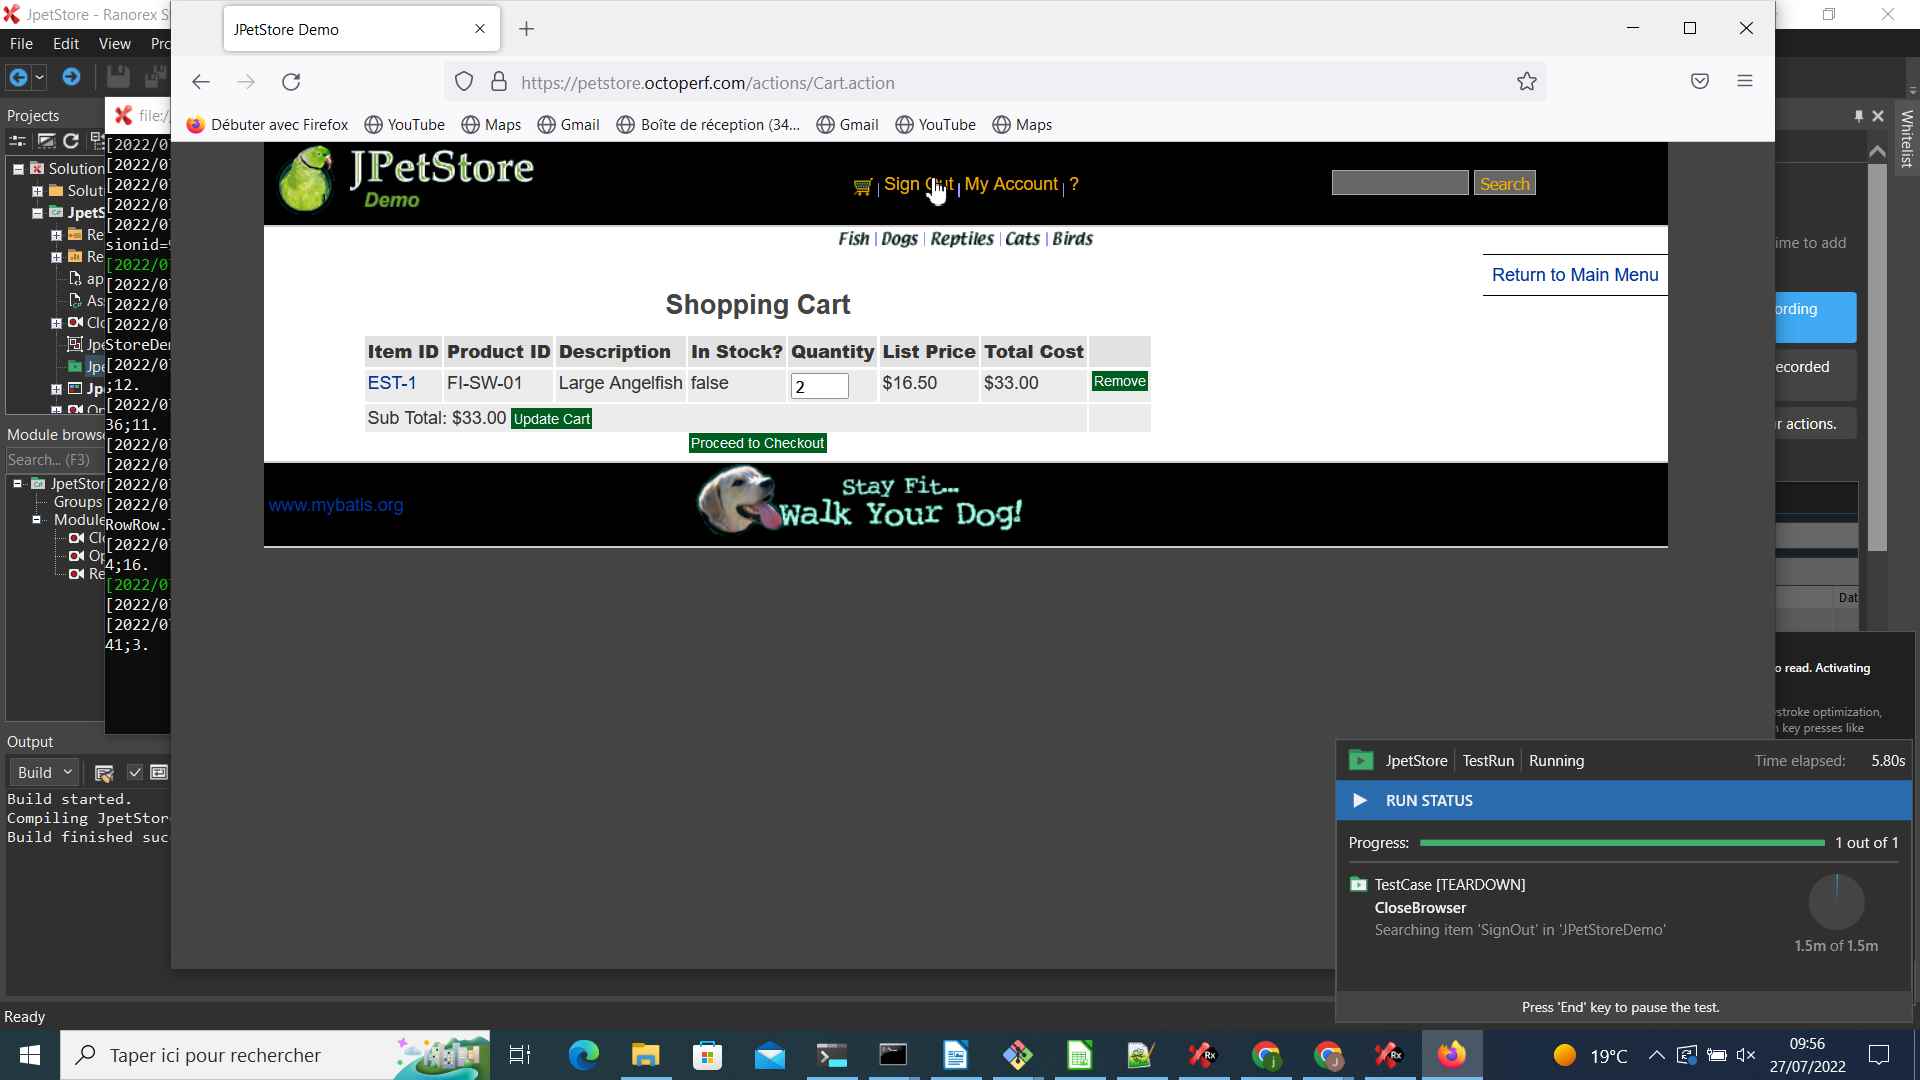 JpetStore - Ranorex S
File Edit View Pro
Projects
Solution
Solut
JpetS
Re
Re
ap
As
Clo
Jpe
Jpe
Jp
Module brows
Search... (F3)
JpetStor
Groups
Module
Clo
Op
Re
Output
Build
Build started.
Compiling JpetStor
Build finished suc
Ready
file:/
[2022/0
[2022/0
[2022/0
[2022/0
[2022/0
sionid=
[2022/0
[2022/0
[2022/0
[2022/0
StoreDe
[2022/0
;12.
[2022/0
36;11.
[2022/0
[2022/0
[2022/0
[2022/0
RowRow.
[2022/0
4;16.
[2022/0
[2022/0
[2022/0
41;3.
JPetStore Demo
https://petstore.octoperf.com/actions/Cart.action
Débuter avec Firefox YouTube Maps Gmail Boîte de réception (34... Gmail YouTube Maps
JPetStore
Demo
Sign Out | My Account | ?
Search
Fish | Dogs | Reptiles | Cats | Birds
Return to Main Menu
Shopping Cart
Item ID Product ID Description In Stock? Quantity List Price Total Cost
EST-1 FI-SW-01 Large Angelfish false 2 $16.50 $33.00 Remove
Sub Total: $33.00 Update Cart
Proceed to Checkout
www.mybatis.org
Stay Fit...
Walk Your Dog!
Whitelist
ime to add
ording
ecorded
r actions.
Dat
o read. Activating
stroke optimization,
key presses like
JpetStore TestRun Running Time elapsed: 5.80s
RUN STATUS
Progress: 1 out of 1
TestCase [TEARDOWN]
CloseBrowser
Searching item 'SignOut' in 'JPetStoreDemo'
1.5m of 1.5m
Press 'End' key to pause the test.
Taper ici pour rechercher
19°C
09:56
27/07/2022